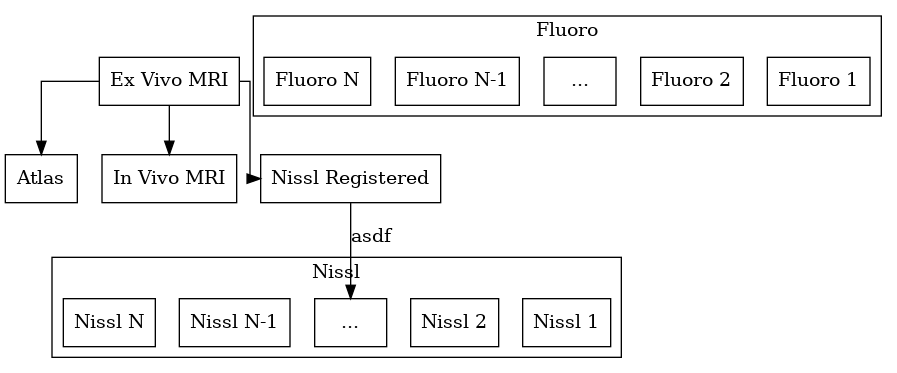 Fluoro
Ex Vivo MRI
Fluoro N
Fluoro N-1
...
Fluoro 2
Fluoro 1
Atlas
In Vivo MRI
Nissl Registered
asdf
Nissl
Nissl N
Nissl N-1
...
Nissl 2
Nissl 1